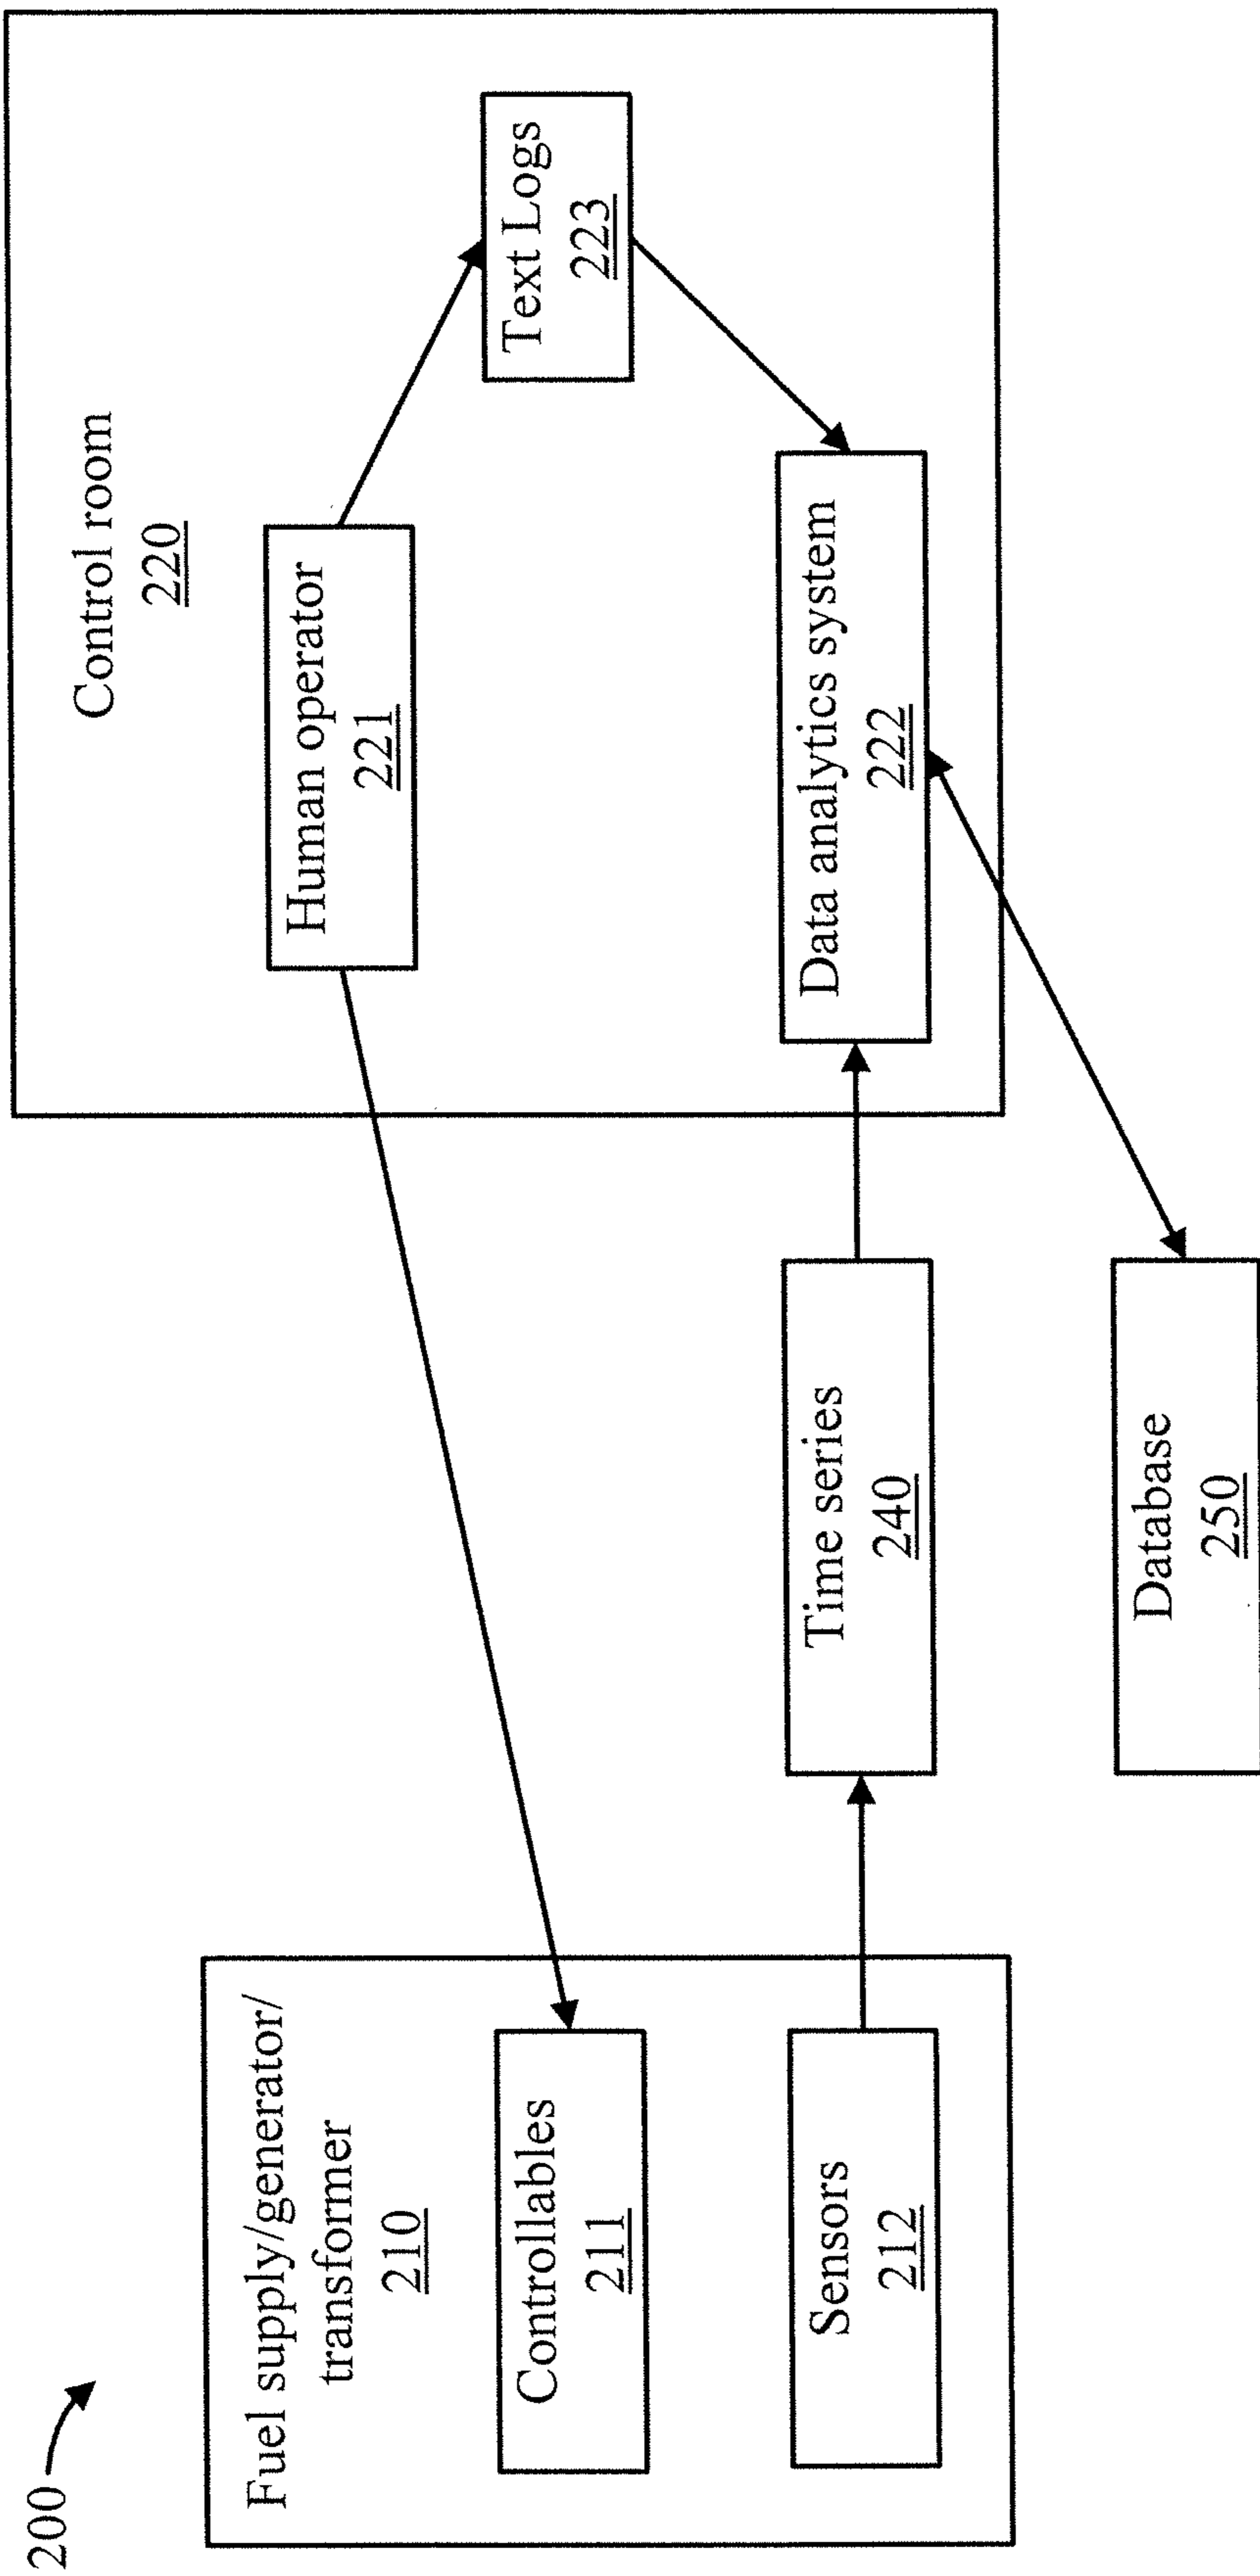 200
Fuel supply/generator/
transformer
210
Controllables
211
Sensors
212
Time series
240
Database
250
Control room
220
Human operator
221
Text Logs
223
Data analytics system
222